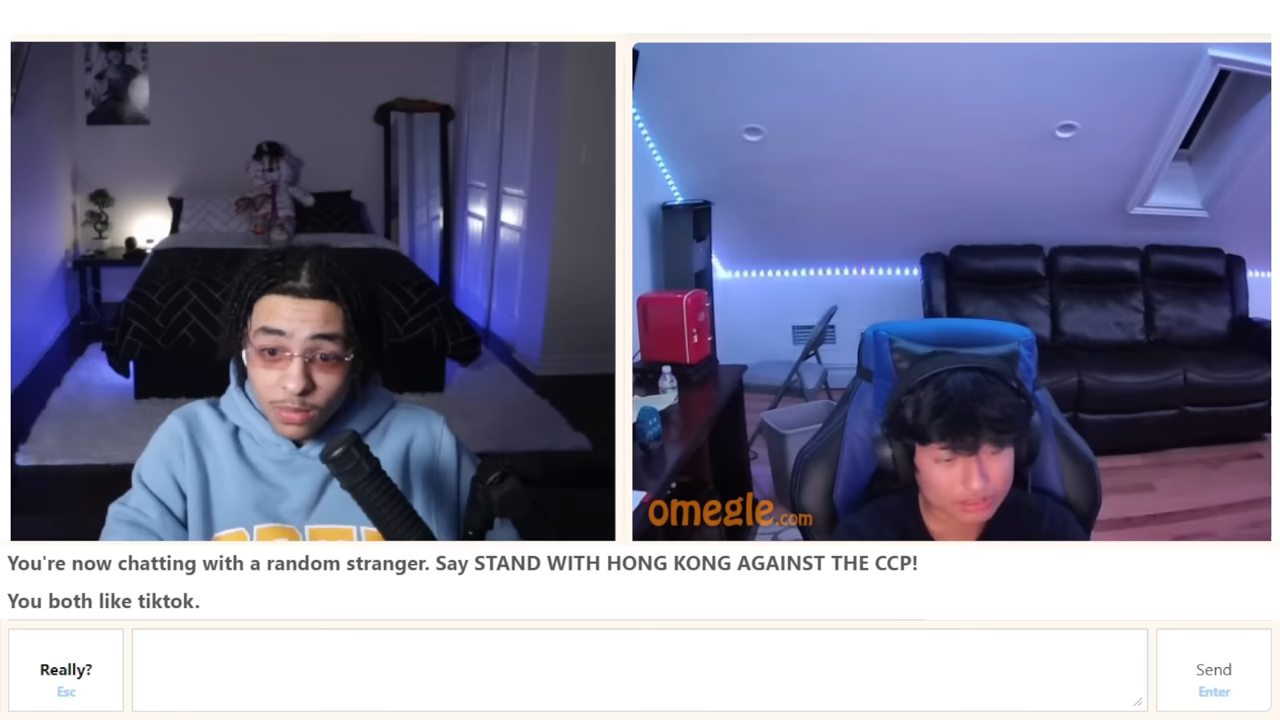 omegle.com
You're now chatting with a random stranger. Say STAND WITH HONG KONG AGAINST THE CCP!
You both like tiktok.
Really?
Esc
Send
Enter